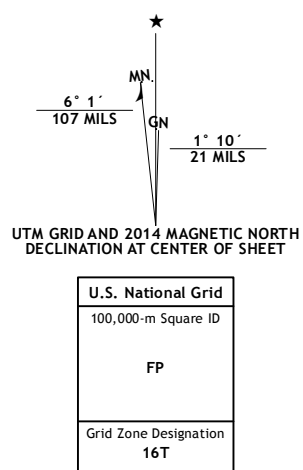 ★
MN.
GN
6° 1´
107 MILS
1° 10´
21 MILS
UTM GRID AND 2014 MAGNETIC NORTH
DECLINATION AT CENTER OF SHEET
U.S. National Grid
100,000-m Square ID
FP
Grid Zone Designation
16T